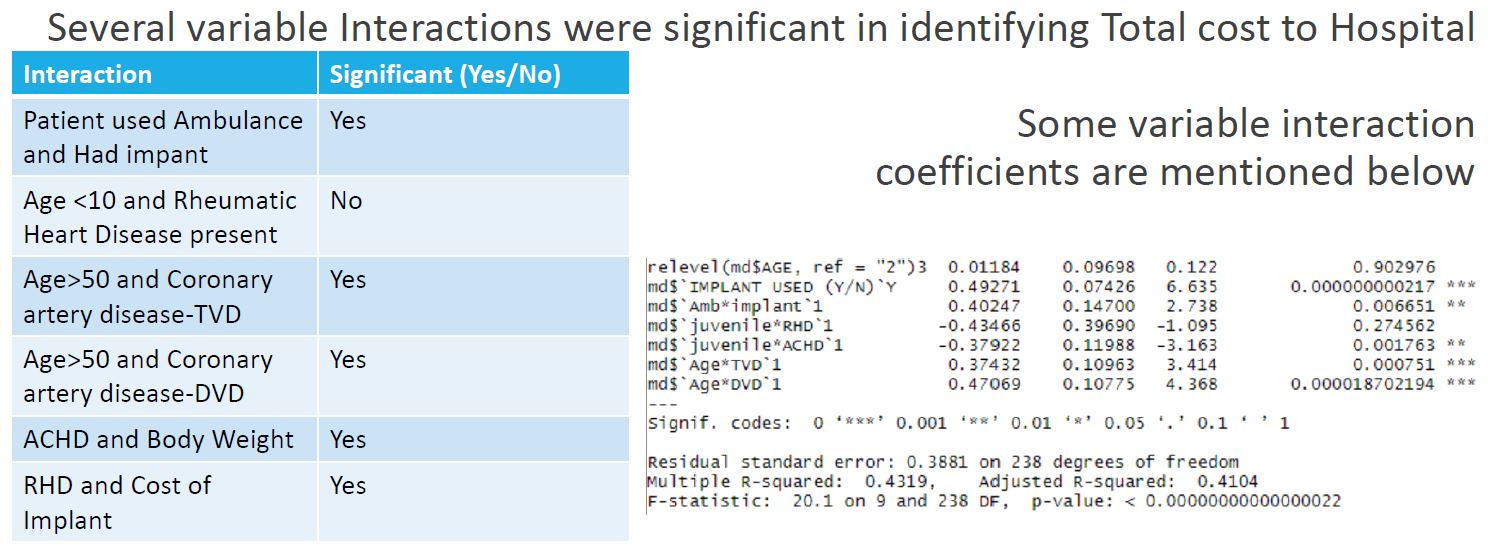 Several variable Interactions were significant in identifying Total cost to Hospital
Interaction Significant (Yes/No)
Patient used Ambulance Yes
and Had impant
Age <10 and Rheumatic No
Heart Disease present
Age>50 and Coronary Yes
artery disease-TVD
Age>50 and Coronary Yes
artery disease-DVD
ACHD and Body Weight Yes
RHD and Cost of Yes
Implant
Some variable interaction
coefficients are mentioned below
relevel(md$AGE, ref = "2")3 0.01184 0.09698 0.122 0.902976
md$`IMPLANT USED (Y/N)`Y 0.49271 0.07426 6.635 0.000000000217 ***
md$`Amb*implant`1 0.40247 0.14700 2.738 0.006651 **
md$`juvenile*RHD`1 -0.43466 0.39690 -1.095 0.274562
md$`juvenile*ACHD`1 -0.37922 0.11988 -3.163 0.001763 **
md$`Age*TVD`1 0.37432 0.10963 3.414 0.000751 ***
md$`Age*DVD`1 0.47069 0.10775 4.368 0.000018702194 ***
---
Signif. codes: 0 ‘***’ 0.001 ‘**’ 0.01 ‘*’ 0.05 ‘.’ 0.1 ‘ ’ 1
Residual standard error: 0.3881 on 238 degrees of freedom
Multiple R-squared: 0.4319, Adjusted R-squared: 0.4104
F-statistic: 20.1 on 9 and 238 DF, p-value: < 0.00000000000000022